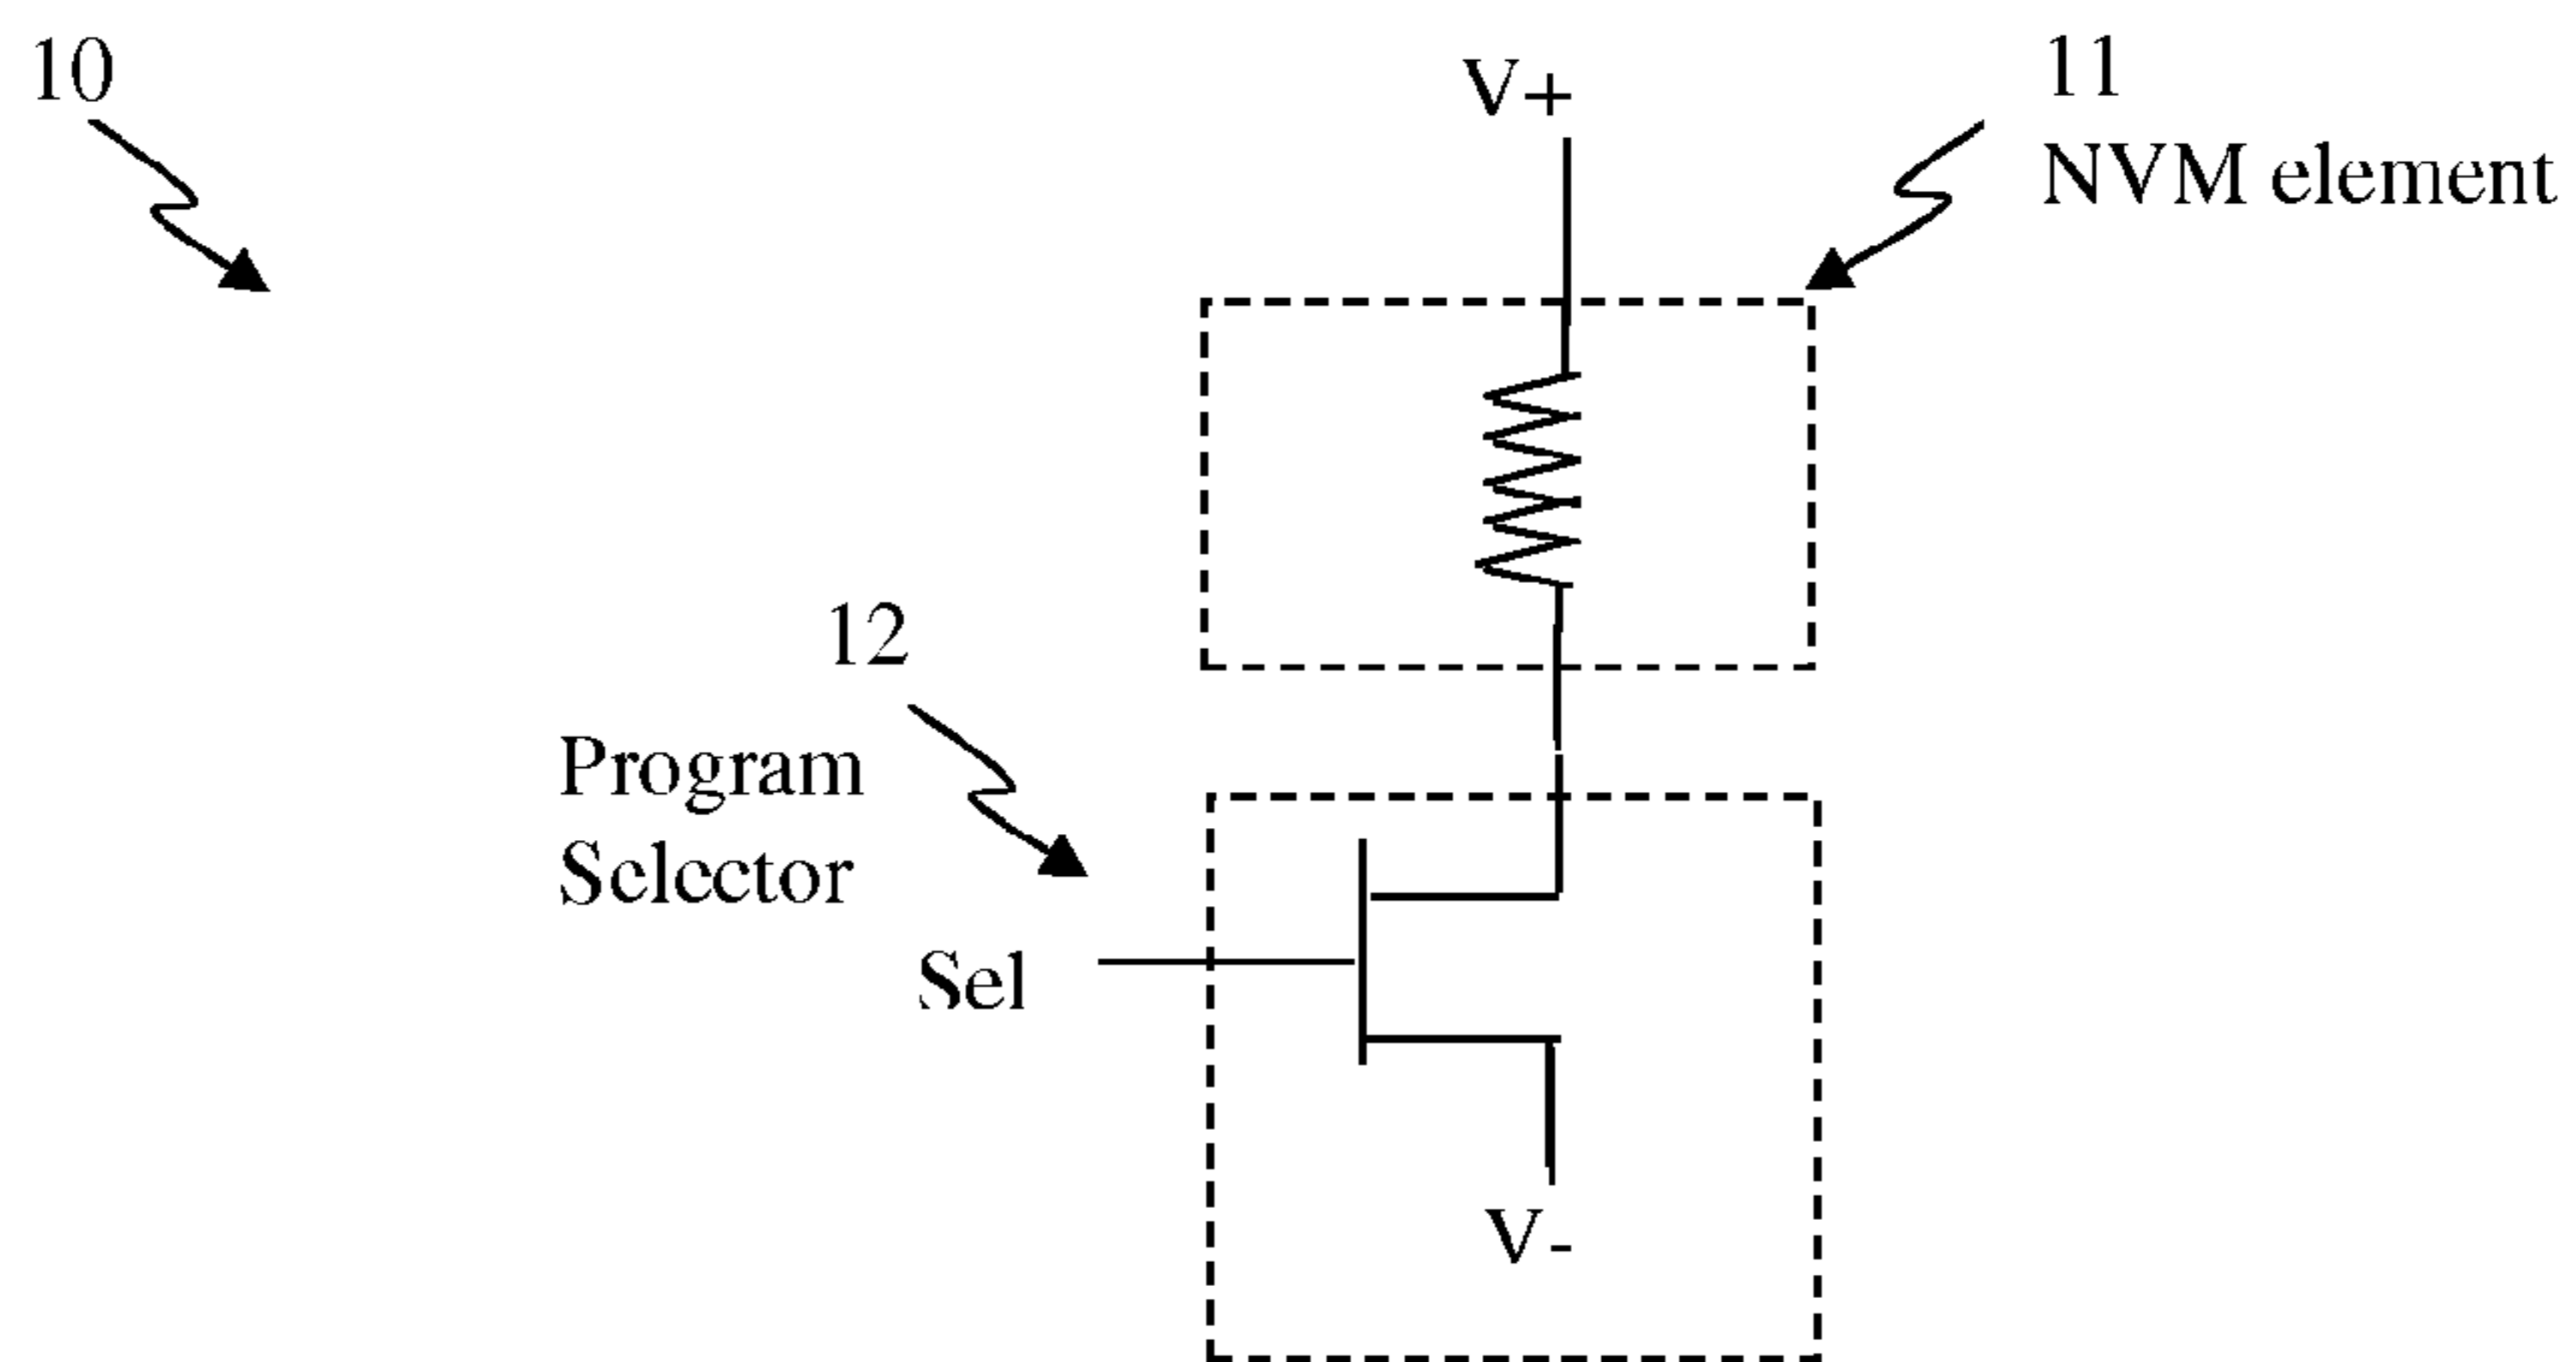 10
V+
11
NVM element
12
Program
Selector
Sel
V-